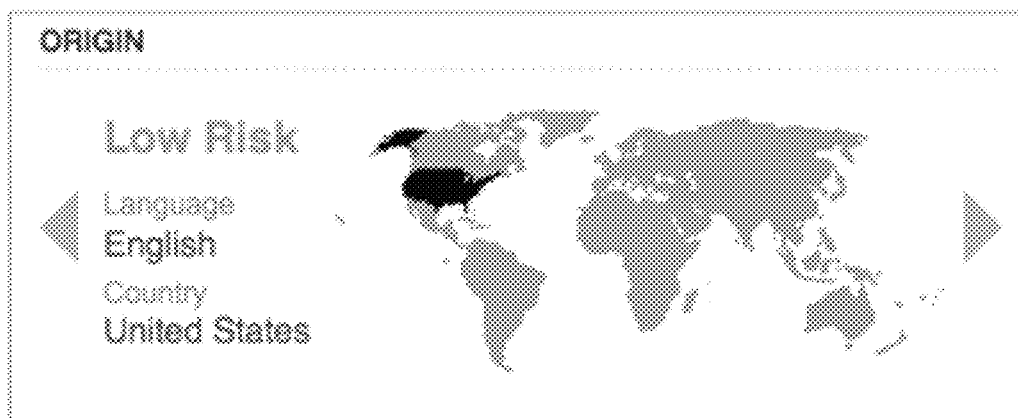 ORIGIN
Low Risk
Language
English
Country
United States